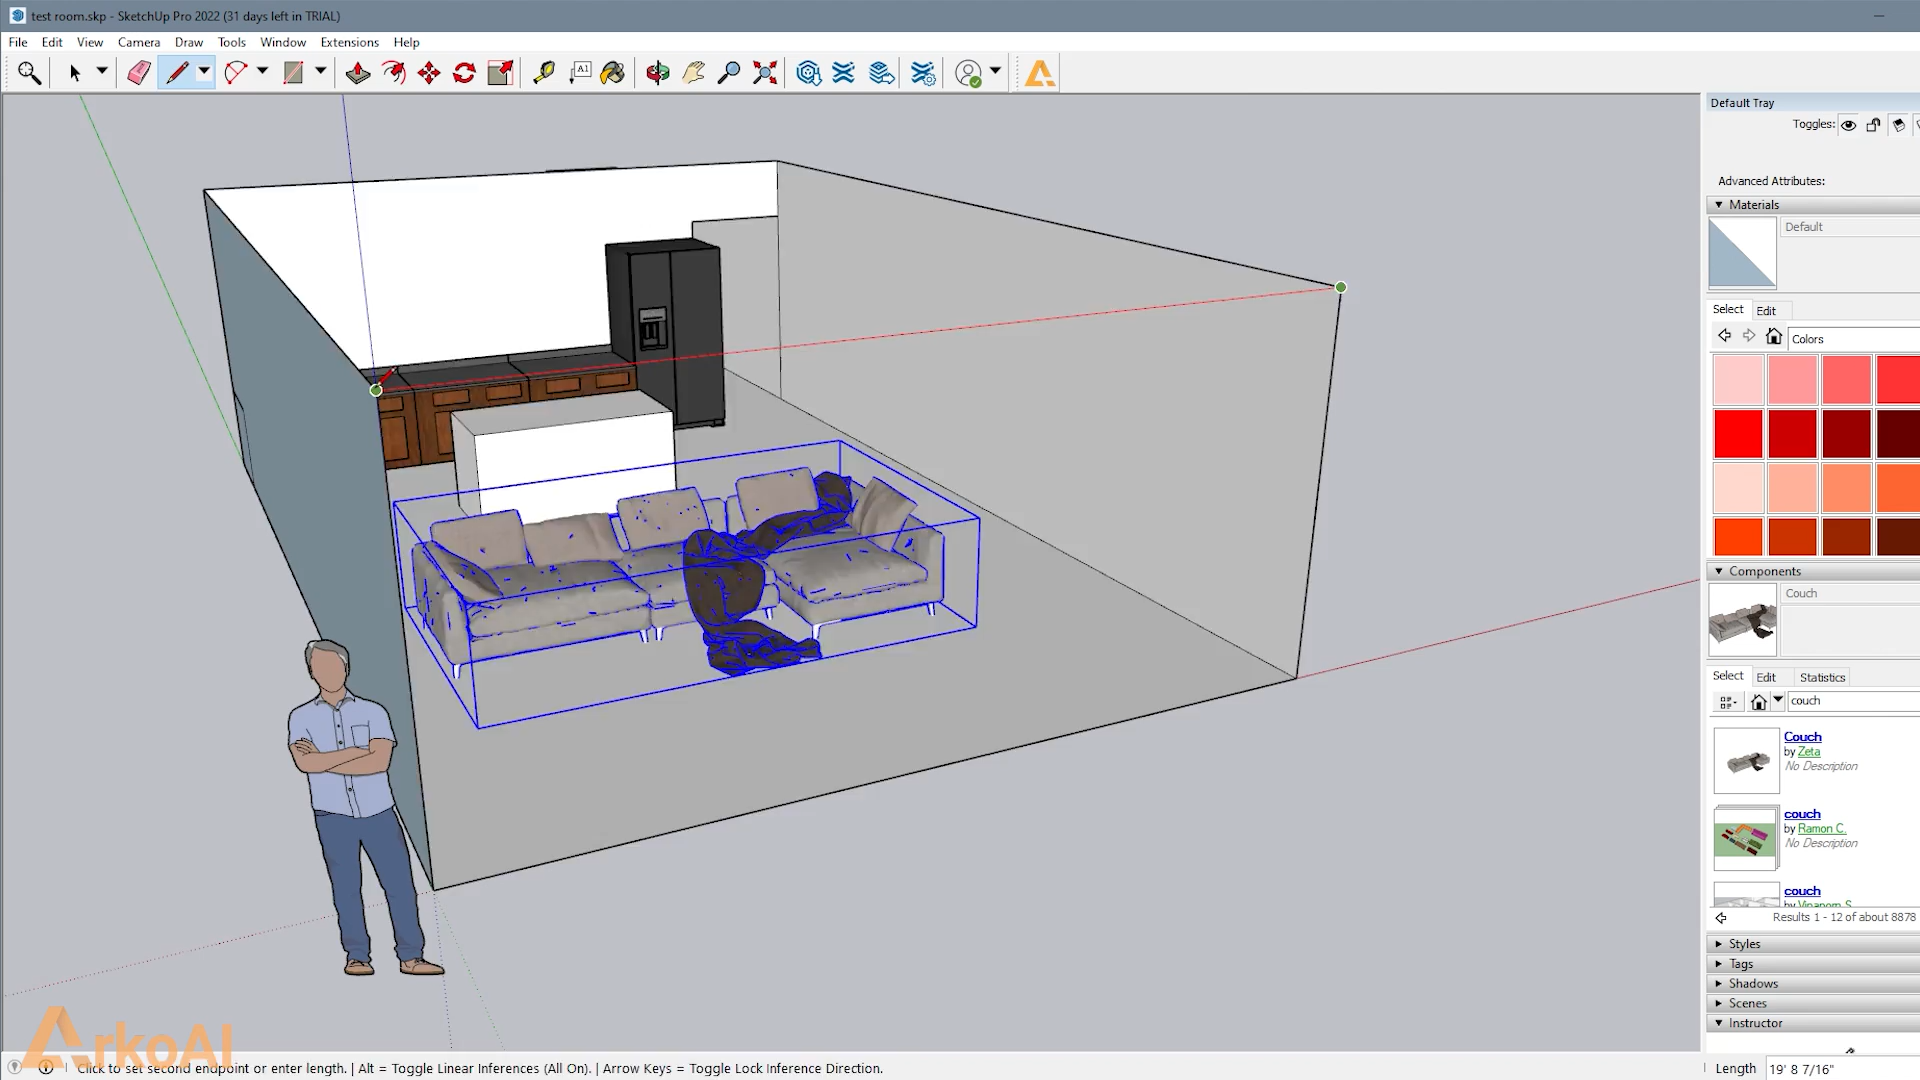 test room.skp - SketchUp Pro 2022 (31 days left in TRIAL)
File Edit View Camera Draw Tools Window Extensions Help
A1
Default Tray
Toggles:
Advanced Attributes:
Materials
Default
Select Edit
Colors
Components
Couch
Select Edit Statistics
couch
Couch
by Zeta
No Description
couch
by Ramon C.
No Description
couch
Results 1 - 12 of about 8878
Styles
Tags
Shadows
Scenes
Instructor
ArkoAI
Click to set second endpoint or enter length. | Alt = Toggle Linear Inferences (All On). | Arrow Keys = Toggle Lock Inference Direction.
Length 19' 8 7/16"